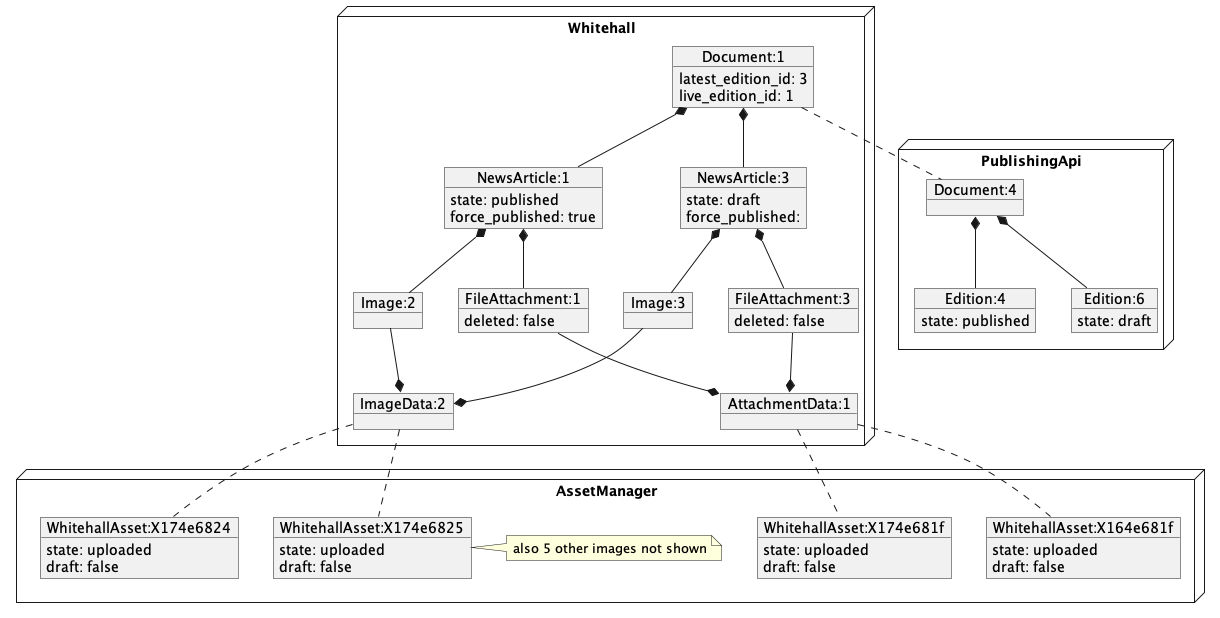 Whitehall
Document:1
latest_edition_id: 3
live_edition_id: 1
PublishingApi
NewsArticle:1
state: published
force_published: true
NewsArticle:3
state: draft
force_published:
Document:4
Image:2
FileAttachment:1
deleted: false
Image:3
FileAttachment:3
deleted: false
Edition:4
state: published
Edition:6
state: draft
ImageData:2
AttachmentData:1
AssetManager
WhitehallAsset:X174e6824
state: uploaded
draft: false
WhitehallAsset:X174e6825
state: uploaded
draft: false
also 5 other images not shown
WhitehallAsset:X174e681f
state: uploaded
draft: false
WhitehallAsset:X164e681f
state: uploaded
draft: false